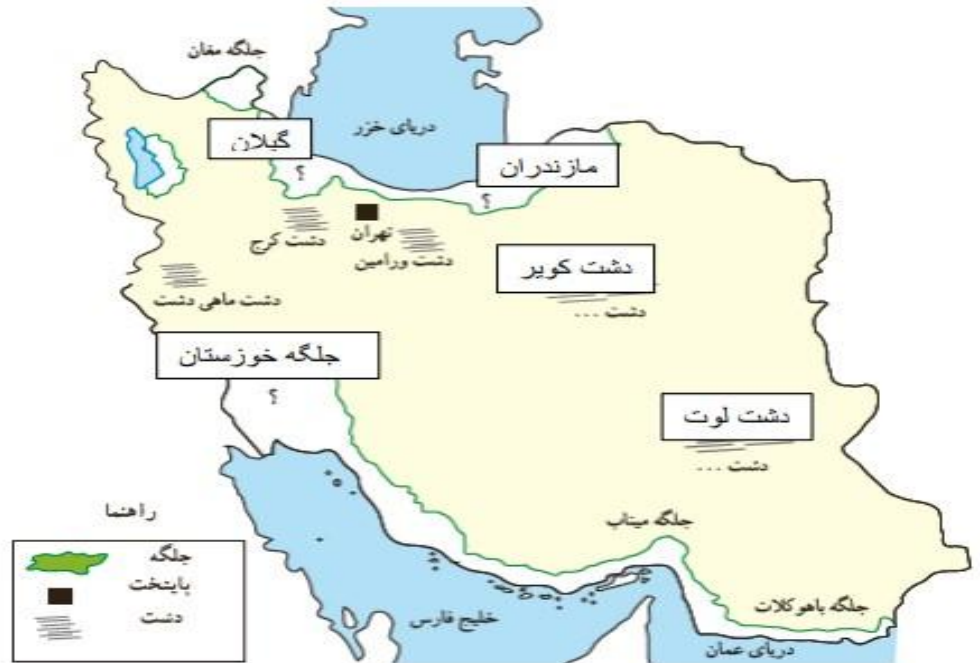 جلگه مغان
دریای خزر
گیلان
؟
مازندران
؟
تهران
دشت کرج
دشت ورامین
دشت کویر
دشت ...
دشت ماهی دشت
جلگه خوزستان
؟
دشت لوت
دشت ...
جلگه میناب
جلگه باهوکلات
خلیج فارس
دریای عمان
راهنما
جلگه
پایتخت
دشت